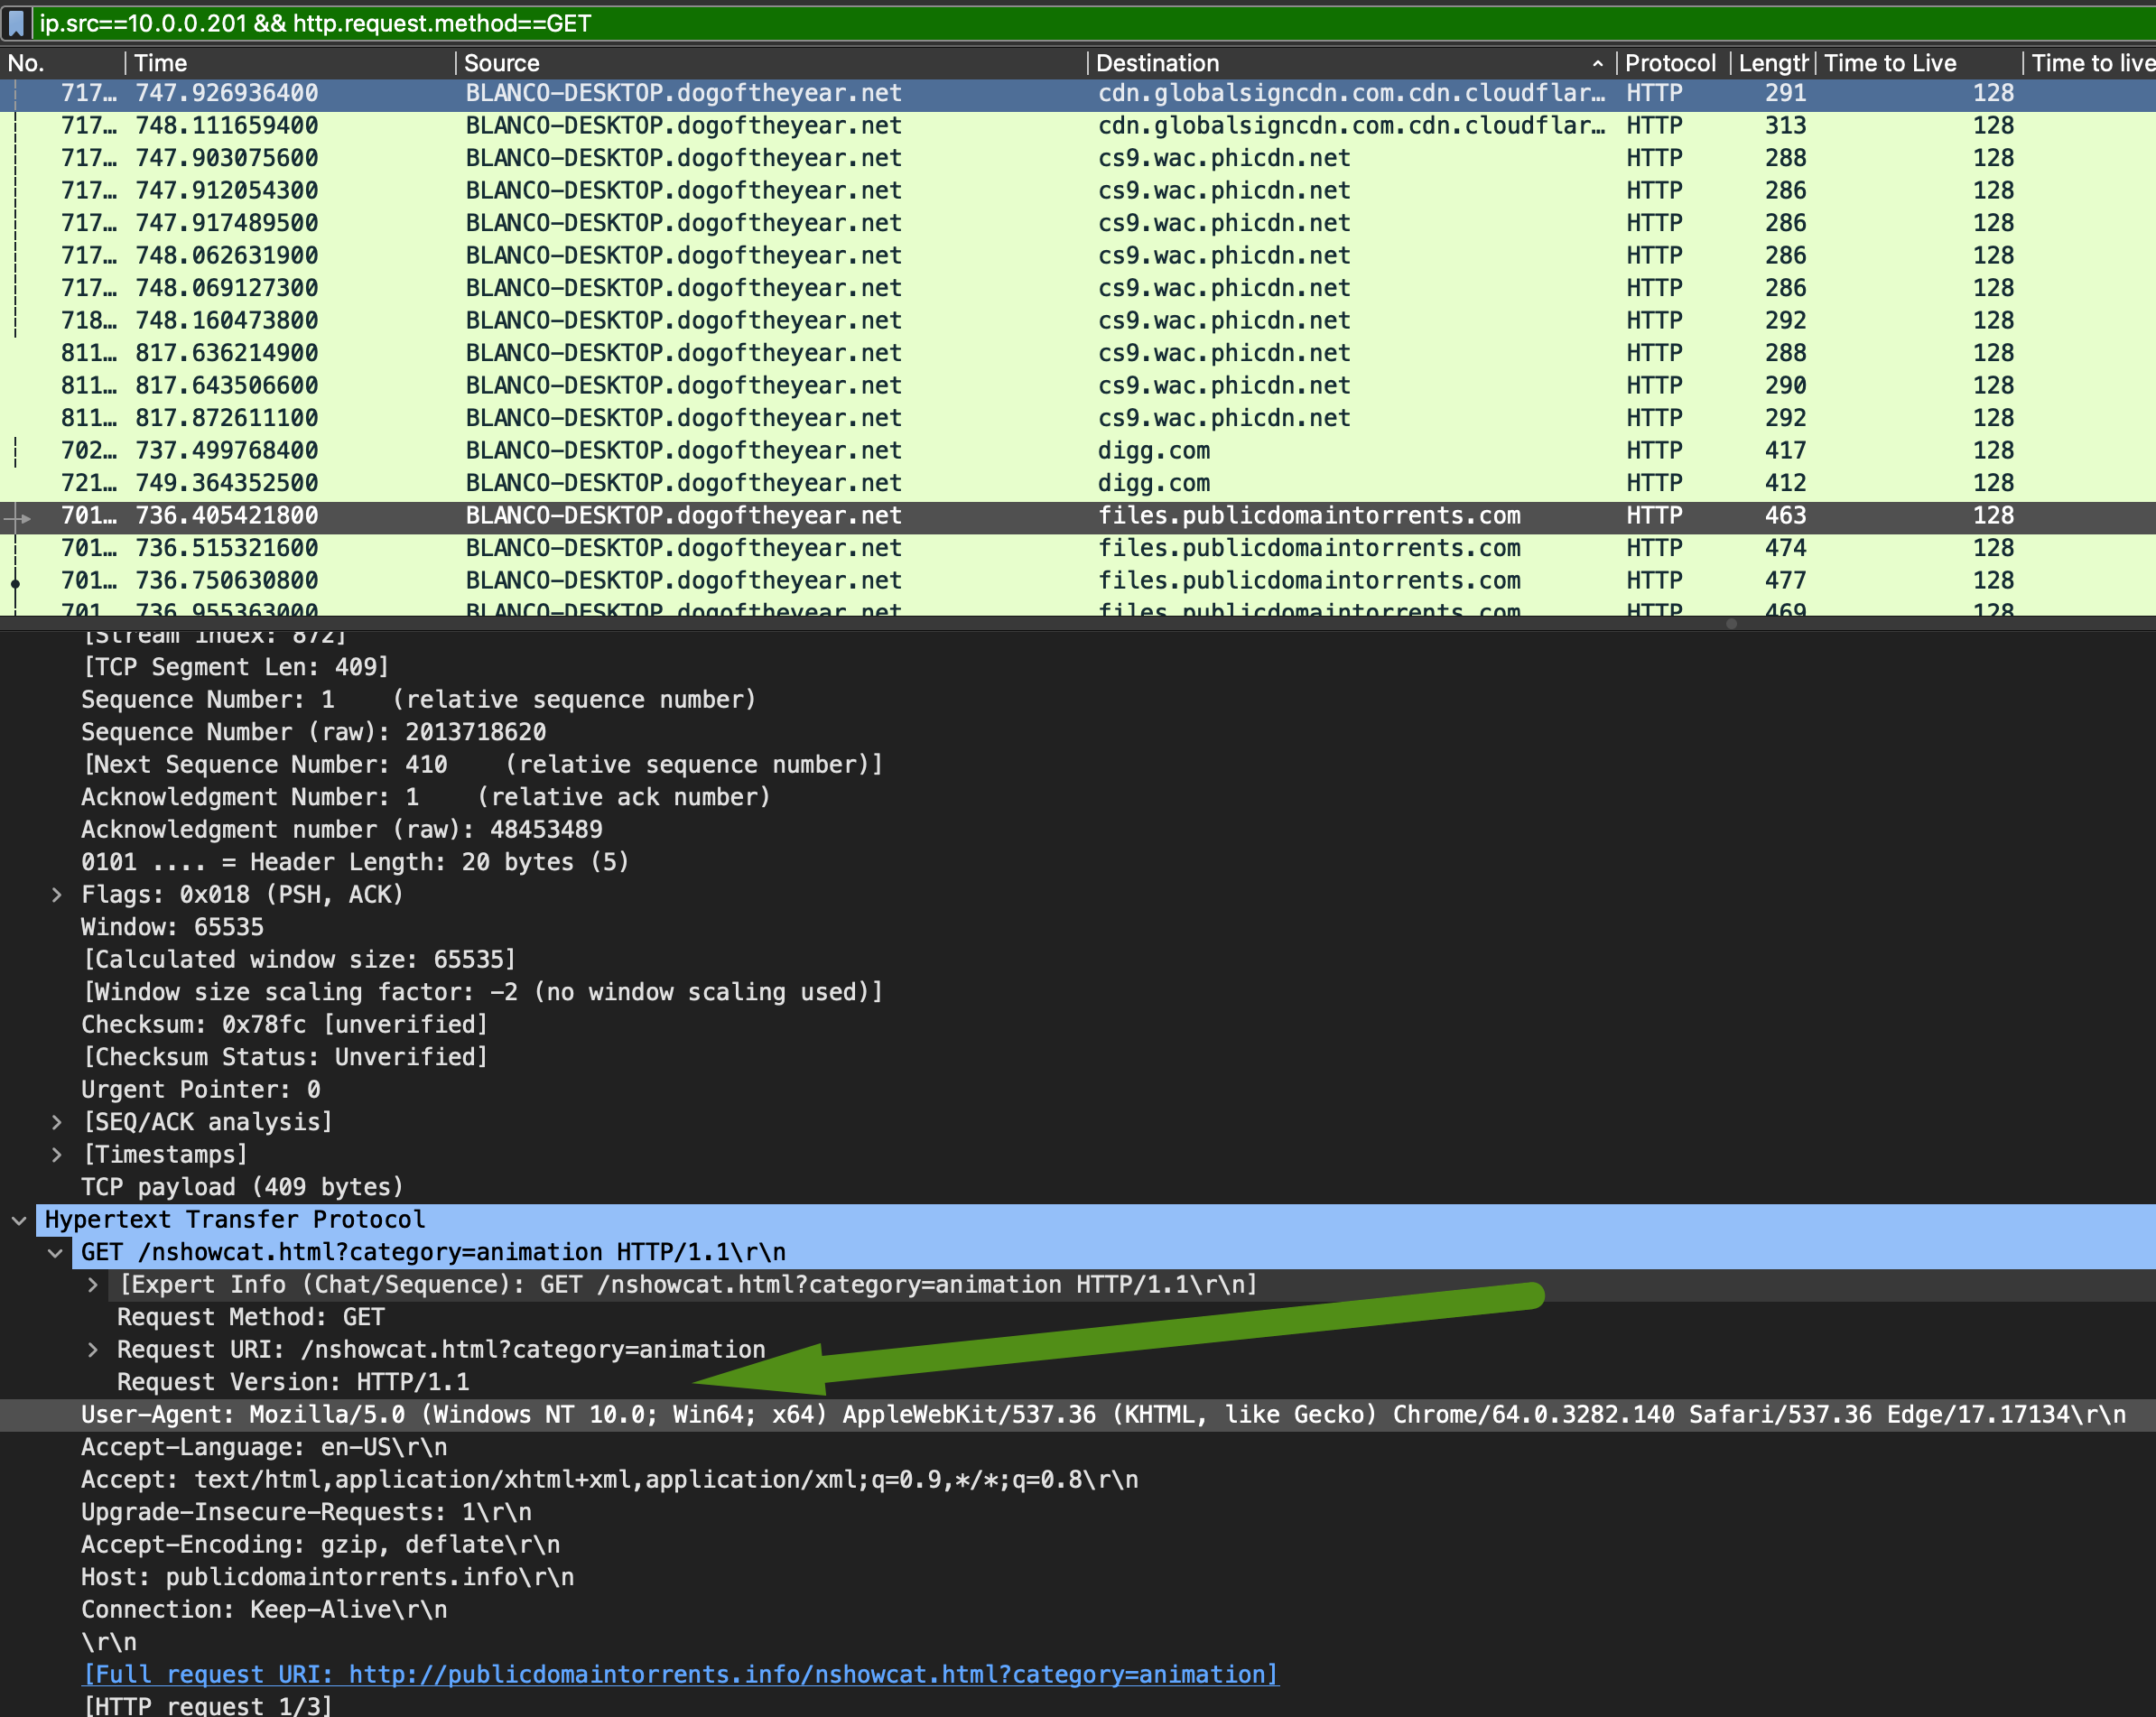 ip.src==10.0.0.201 && http.request.method==GET
No. Time Source Destination Protocol Length Time to Live Time to live
717… 747.926936400 BLANCO-DESKTOP.dogoftheyear.net cdn.globalsigncdn.com.cdn.cloudflar… HTTP 291 128
717… 748.111659400 BLANCO-DESKTOP.dogoftheyear.net cdn.globalsigncdn.com.cdn.cloudflar… HTTP 313 128
717… 747.903075600 BLANCO-DESKTOP.dogoftheyear.net cs9.wac.phicdn.net HTTP 288 128
717… 747.912054300 BLANCO-DESKTOP.dogoftheyear.net cs9.wac.phicdn.net HTTP 286 128
717… 747.917489500 BLANCO-DESKTOP.dogoftheyear.net cs9.wac.phicdn.net HTTP 286 128
717… 748.062631900 BLANCO-DESKTOP.dogoftheyear.net cs9.wac.phicdn.net HTTP 286 128
717… 748.069127300 BLANCO-DESKTOP.dogoftheyear.net cs9.wac.phicdn.net HTTP 286 128
718… 748.160473800 BLANCO-DESKTOP.dogoftheyear.net cs9.wac.phicdn.net HTTP 292 128
811… 817.636214900 BLANCO-DESKTOP.dogoftheyear.net cs9.wac.phicdn.net HTTP 288 128
811… 817.643506600 BLANCO-DESKTOP.dogoftheyear.net cs9.wac.phicdn.net HTTP 290 128
811… 817.872611100 BLANCO-DESKTOP.dogoftheyear.net cs9.wac.phicdn.net HTTP 292 128
702… 737.499768400 BLANCO-DESKTOP.dogoftheyear.net digg.com HTTP 417 128
721… 749.364352500 BLANCO-DESKTOP.dogoftheyear.net digg.com HTTP 412 128
701… 736.405421800 BLANCO-DESKTOP.dogoftheyear.net files.publicdomaintorrents.com HTTP 463 128
701… 736.515321600 BLANCO-DESKTOP.dogoftheyear.net files.publicdomaintorrents.com HTTP 474 128
701… 736.750630800 BLANCO-DESKTOP.dogoftheyear.net files.publicdomaintorrents.com HTTP 477 128
701 736.955363000 BLANCO-DESKTOP.dogoftheyear.net files.publicdomaintorrents.com HTTP 469 128
[Stream index: 872]
[TCP Segment Len: 409]
Sequence Number: 1 (relative sequence number)
Sequence Number (raw): 2013718620
[Next Sequence Number: 410 (relative sequence number)]
Acknowledgment Number: 1 (relative ack number)
Acknowledgment number (raw): 48453489
0101 .... = Header Length: 20 bytes (5)
Flags: 0x018 (PSH, ACK)
Window: 65535
[Calculated window size: 65535]
[Window size scaling factor: -2 (no window scaling used)]
Checksum: 0x78fc [unverified]
[Checksum Status: Unverified]
Urgent Pointer: 0
[SEQ/ACK analysis]
[Timestamps]
TCP payload (409 bytes)
Hypertext Transfer Protocol
GET /nshowcat.html?category=animation HTTP/1.1\r\n
[Expert Info (Chat/Sequence): GET /nshowcat.html?category=animation HTTP/1.1\r\n]
Request Method: GET
Request URI: /nshowcat.html?category=animation
Request Version: HTTP/1.1
User-Agent: Mozilla/5.0 (Windows NT 10.0; Win64; x64) AppleWebKit/537.36 (KHTML, like Gecko) Chrome/64.0.3282.140 Safari/537.36 Edge/17.17134\r\n
Accept-Language: en-US\r\n
Accept: text/html,application/xhtml+xml,application/xml;q=0.9,*/*;q=0.8\r\n
Upgrade-Insecure-Requests: 1\r\n
Accept-Encoding: gzip, deflate\r\n
Host: publicdomaintorrents.info\r\n
Connection: Keep-Alive\r\n
\r\n
[Full request URI: http://publicdomaintorrents.info/nshowcat.html?category=animation]
[HTTP request 1/3]